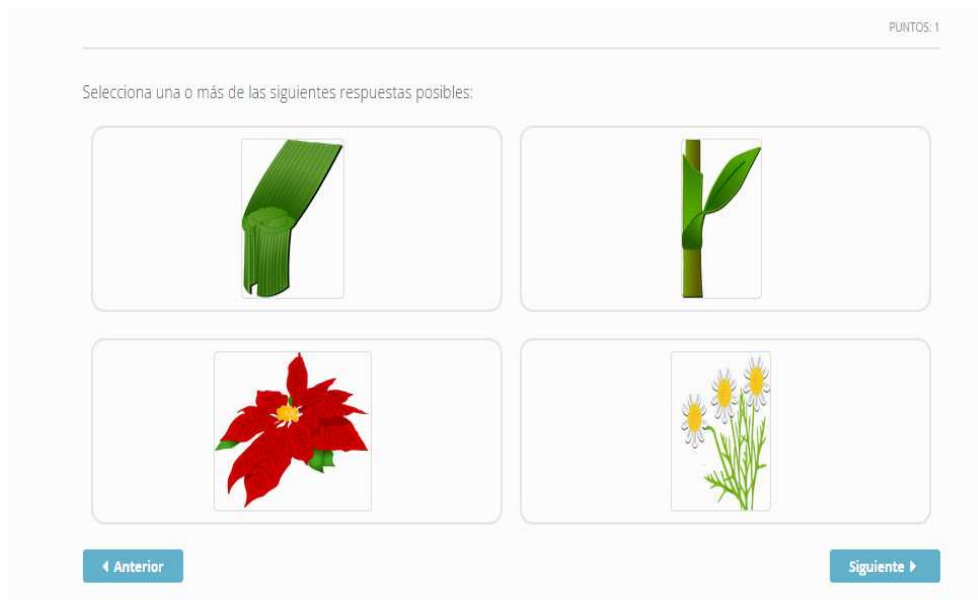 PUNTOS: 1
Selecciona una o más de las siguientes respuestas posibles:
Anterior
Siguiente